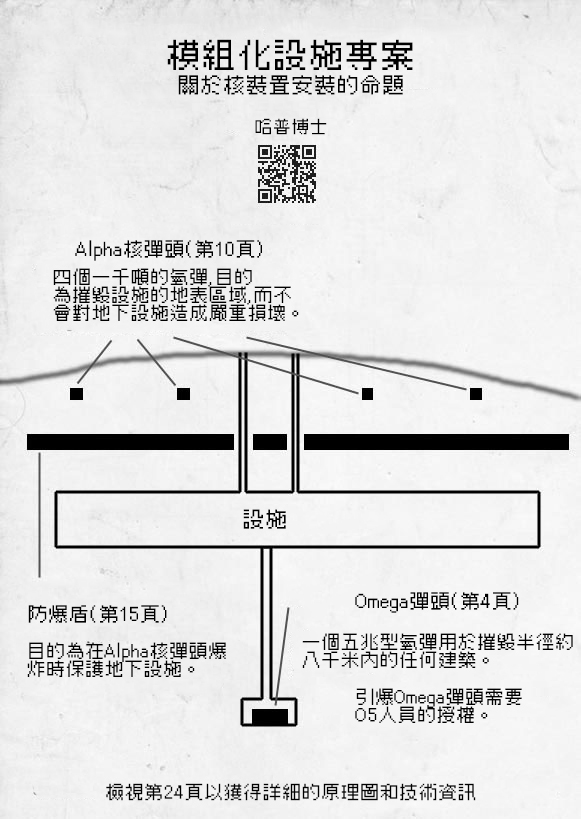 模組化設施專案
關於核裝置安裝的命題
哈普博士
Alpha核彈頭(第10頁)
四個一千噸的氫彈,目的
為摧毀設施的地表區域,而不
會對地下設施造成嚴重損壞。
設施
防爆盾(第15頁)
目的為在Alpha核彈頭爆
炸時保護地下設施。
Omega彈頭(第4頁)
一個五兆型氫彈用於摧毀半徑約
八千米內的任何建築。
引爆Omega彈頭需要
O5人員的授權。
檢視第24頁以獲得詳細的原理圖和技術資訊